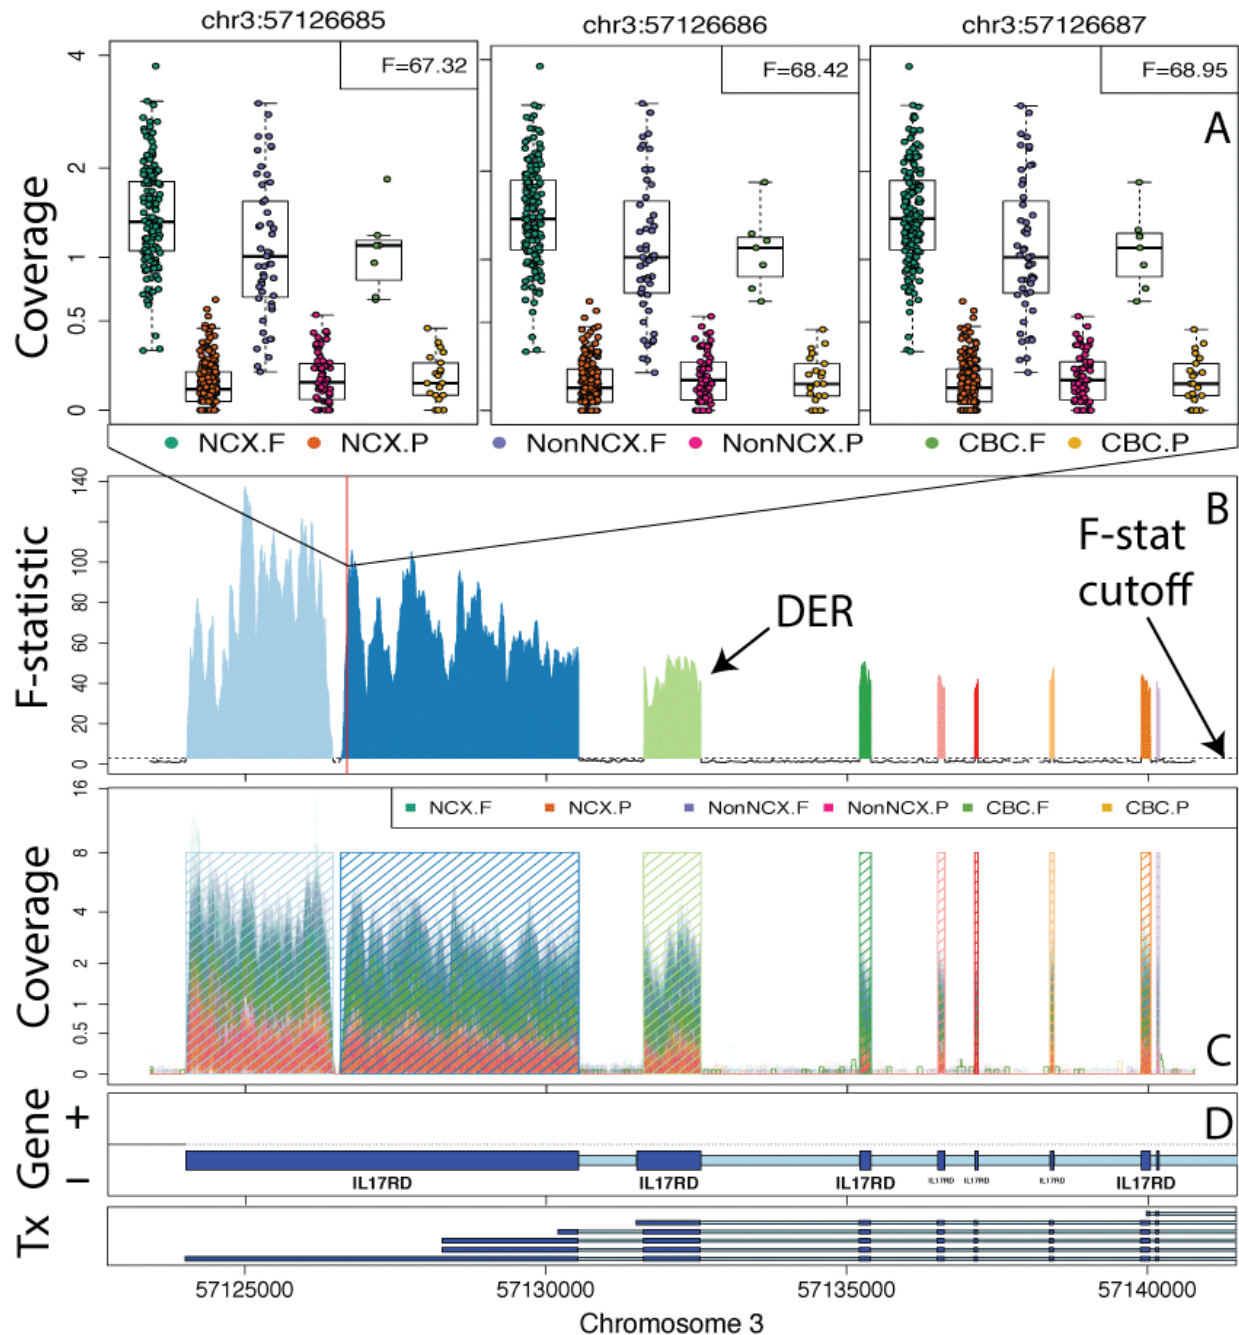 chr3:57126685 chr3:57126686 chr3:57126687
F=67.32 F=68.42 F=68.95
A
Coverage
4
2
1
0.5
0
NCX.F NCX.P NonNCX.F NonNCX.P CBC.F CBC.P
B
F-statistic
140
100
80
60
40
20
0
F-stat
cutoff
DER
C
Coverage
16
8
4
2
1
0.5
0
NCX.F NCX.P NonNCX.F NonNCX.P CBC.F CBC.P
D
Gene
+
–
IL17RD IL17RD IL17RD IL17RD IL17RD IL17RD IL17RD
Tx
57125000 57130000 57135000 57140000
Chromosome 3